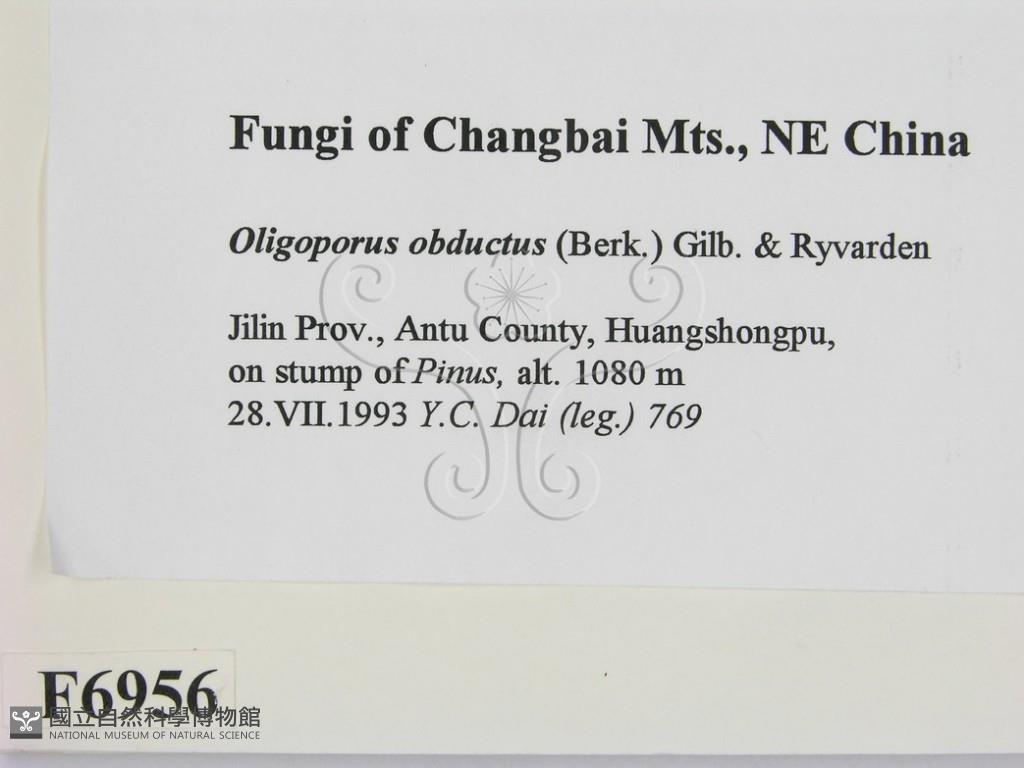 Fungi of Changbai Mts., NE China
Oligoporus obductus (Berk.) Gilb. & Ryvarden
Jilin Prov., Antu County, Huangshongpu,
on stump of Pinus, alt. 1080 m
28.VII.1993 Y.C. Dai (leg.) 769
F6956
國立自然科學博物館
NATIONAL MUSEUM OF NATURAL SCIENCE